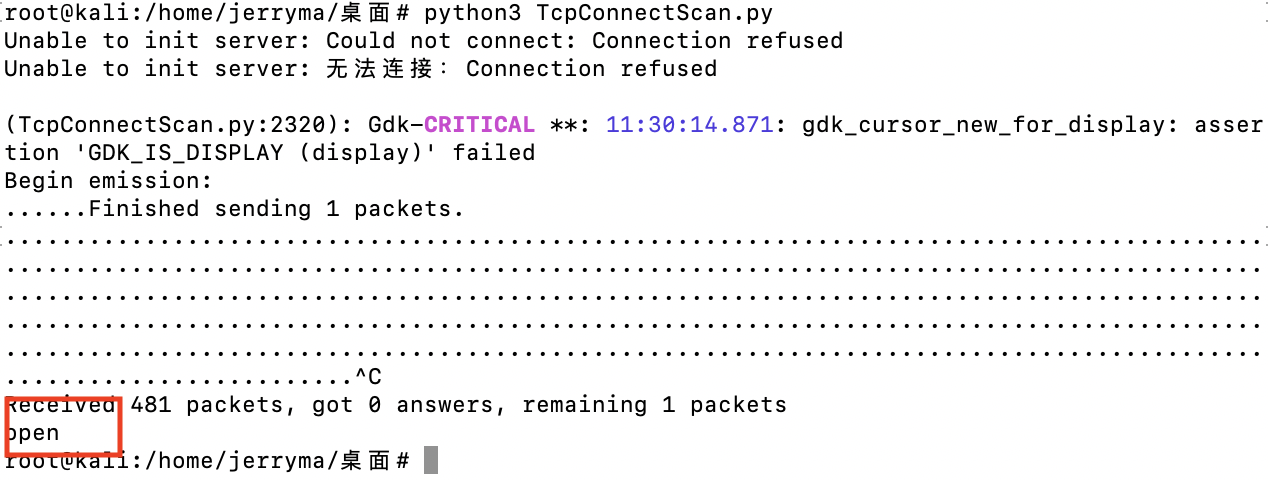 root@kali:/home/jerryma/桌面# python3 TcpConnectScan.py
Unable to init server: Could not connect: Connection refused
Unable to init server: 无法连接: Connection refused
(TcpConnectScan.py:2320): Gdk-CRITICAL **: 11:30:14.871: gdk_cursor_new_for_display: asser
tion 'GDK_IS_DISPLAY (display)' failed
Begin emission:
......Finished sending 1 packets.
..........................................................................................
..........................................................................................
..........................................................................................
..........................................................................................
..........................................................................................
.........................^C
Received 481 packets, got 0 answers, remaining 1 packets
open
root@kali:/home/jerryma/桌面#